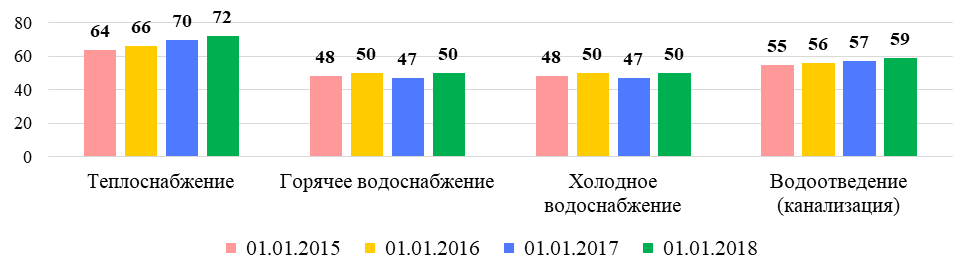 80
60
40
20
0
64 66 70 72
48 50 47 50
48 50 47 50
55 56 57 59
Теплоснабжение
Горячее водоснабжение
Холодное
водоснабжение
Водоотведение
(канализация)
01.01.2015 01.01.2016 01.01.2017 01.01.2018